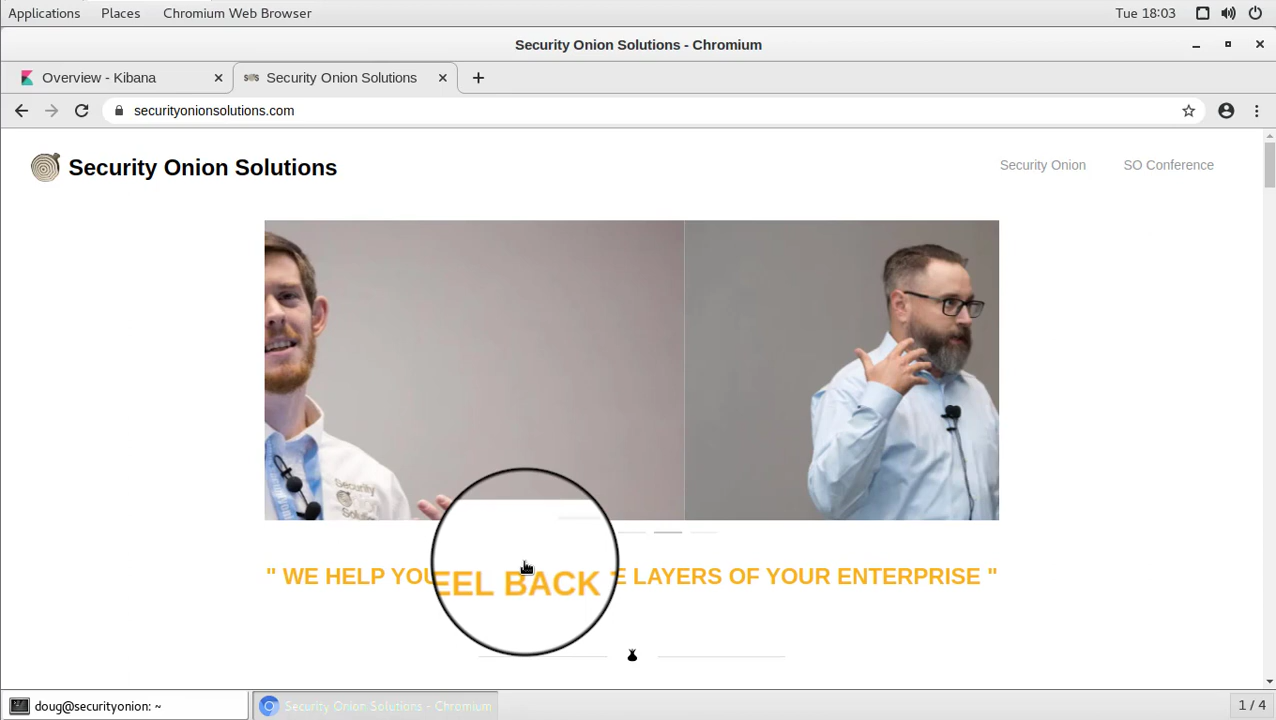 Applications Places Chromium Web Browser Tue 18:03
Security Onion Solutions - Chromium
Overview - Kibana Security Onion Solutions
securityonionsolutions.com
Security Onion Solutions Security Onion SO Conference
Security
" WE HELP YOU EEL BACK E LAYERS OF YOUR ENTERPRISE "
doug@securityonion: ~ Security Onion Solutions - Chromium 1 / 4